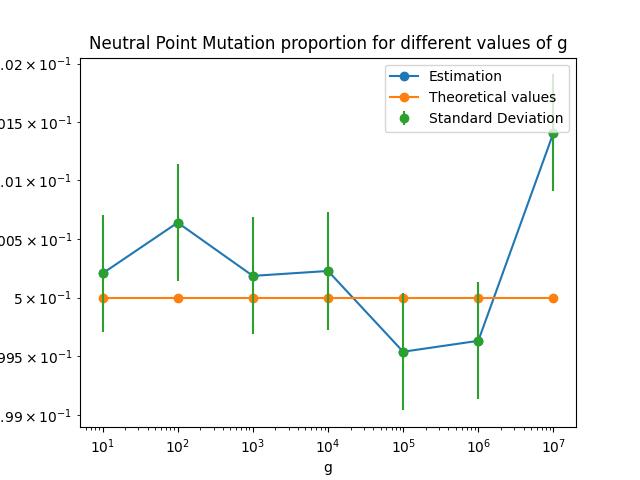 Neutral Point Mutation proportion for different values of g
.02 × 10⁻¹
015 × 10⁻¹
.01 × 10⁻¹
005 × 10⁻¹
5 × 10⁻¹
995 × 10⁻¹
.99 × 10⁻¹
Estimation
Theoretical values
Standard Deviation
10¹ 10² 10³ 10⁴ 10⁵ 10⁶ 10⁷
g